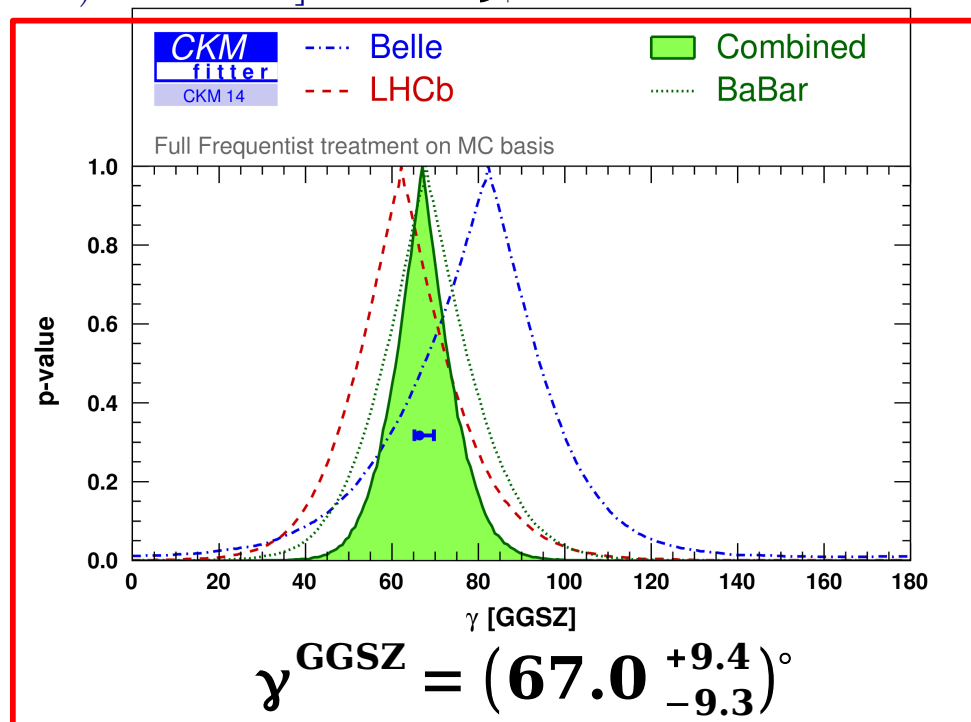 CKM
fitter
CKM 14
Belle
LHCb
Combined
BaBar
Full Frequentist treatment on MC basis
1.0
0.8
0.6
0.4
0.2
0.0
p-value
0 20 40 60 80 100 120 140 160 180
γ [GGSZ]
γ^GGSZ = (67.0 +9.4 −9.3)°